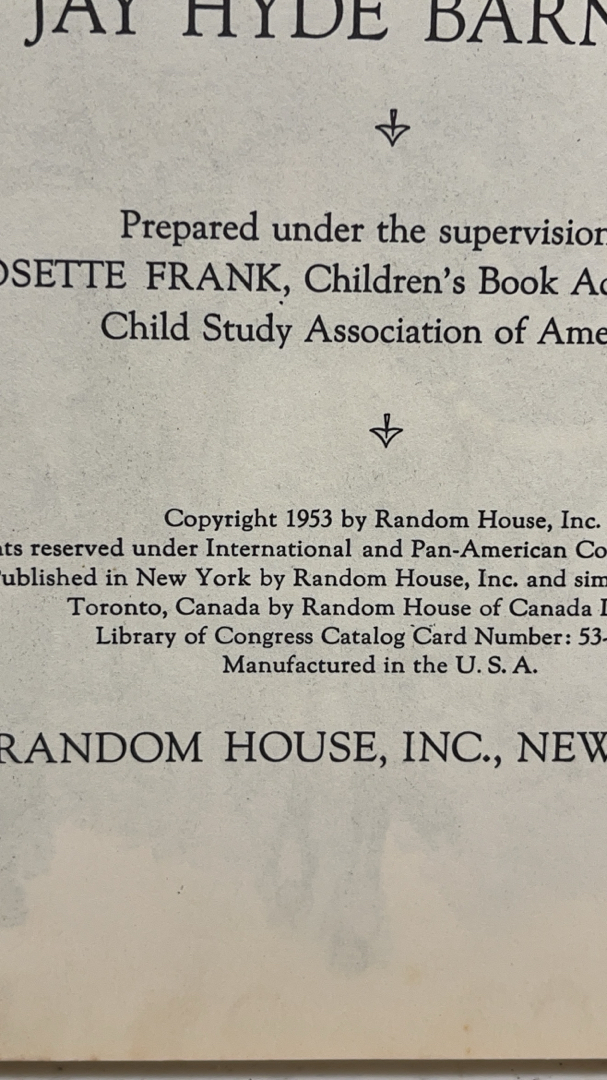 JAY HYDE BARN
Prepared under the supervision
OSETTE FRANK, Children's Book Ad
Child Study Association of Ame
Copyright 1953 by Random House, Inc.
ts reserved under International and Pan-American Co
Published in New York by Random House, Inc. and sim
Toronto, Canada by Random House of Canada L
Library of Congress Catalog Card Number: 53-
Manufactured in the U. S. A.
RANDOM HOUSE, INC., NEW